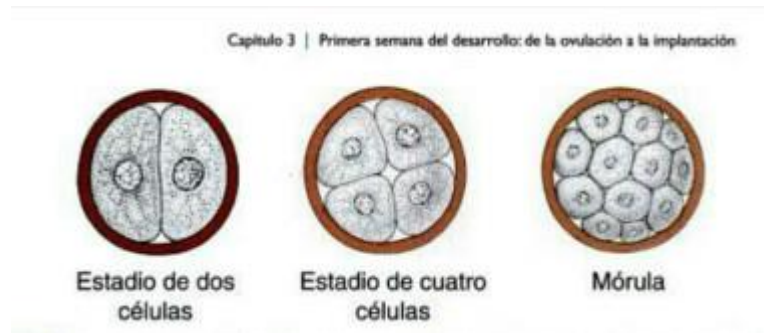 Capítulo 3 | Primera semana del desarrollo: de la ovulación a la implantación
Estadio de dos
células
Estadio de cuatro
células
Mórula